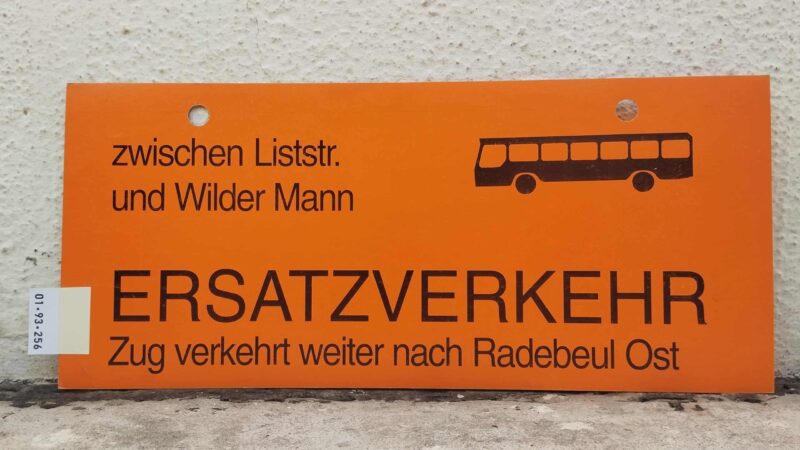 zwischen Liststr.
und Wilder Mann
ERSATZVERKEHR
Zug verkehrt weiter nach Radebeul Ost
01•93•256